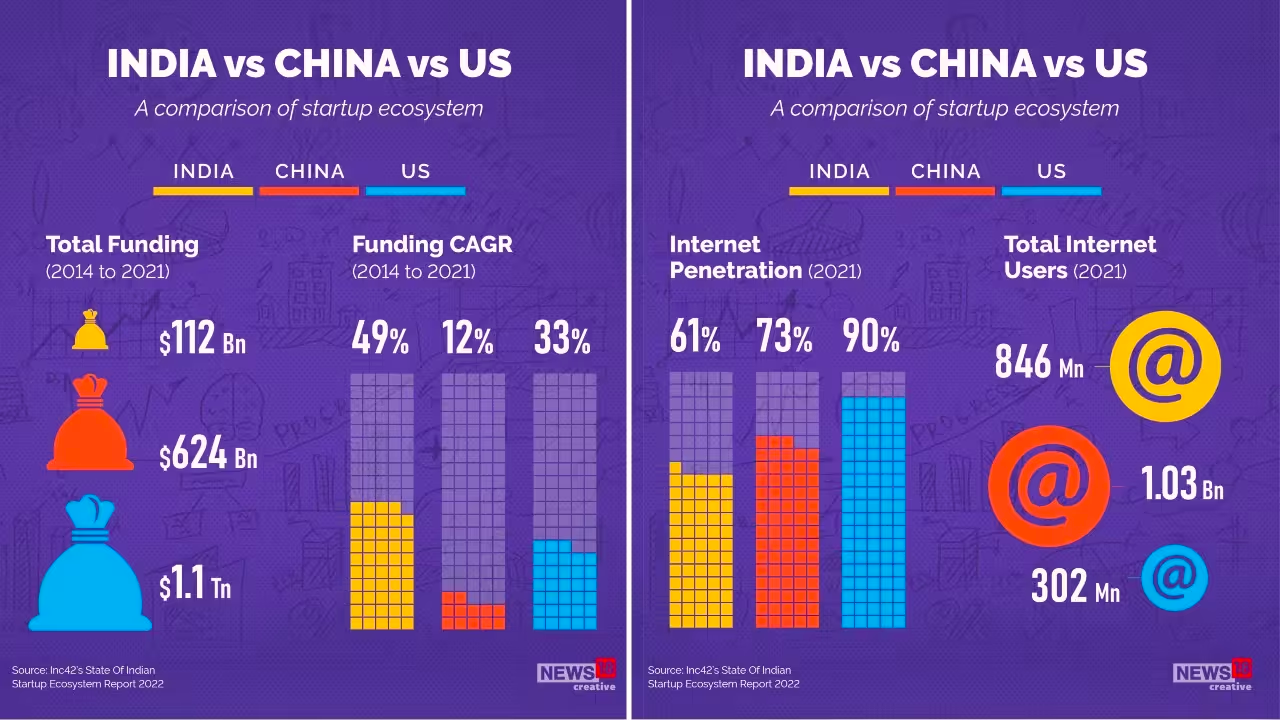 INDIA vs CHINA vs US
A comparison of startup ecosystem
INDIA CHINA US
Total Funding
(2014 to 2021)
$112 Bn
$624 Bn
$1.1 Tn
Funding CAGR
(2014 to 2021)
49% 12% 33%
Source: Inc42's State Of Indian
Startup Ecosystem Report 2022
NEWS18
creative
INDIA vs CHINA vs US
A comparison of startup ecosystem
INDIA CHINA US
Internet
Penetration (2021)
61% 73% 90%
Total Internet
Users (2021)
846 Mn
@
@
1.03 Bn
302 Mn
@
Source: Inc42's State Of Indian
Startup Ecosystem Report 2022
NEWS18
creative